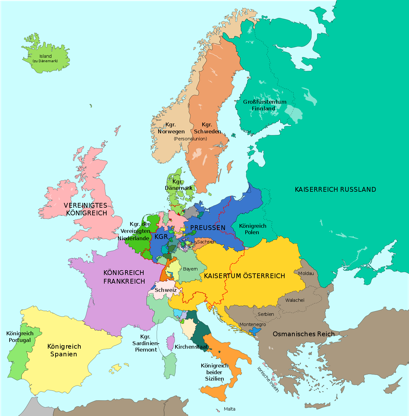 Island
(zu Dänemark)
Großfürstentum
Finnland
Kgr.
Norwegen
Kgr.
Schweden
(Personalunion)
KAISERREICH RUSSLAND
Kgr.
Dänemark
VEREINIGTES
KÖNIGREICH
Kgr. d.
Vereinigten
Niederlande
KGR.
PREUSSEN
Königreich
Polen
Sachsen
KÖNIGREICH
FRANKREICH
Bayern
KAISERTUM ÖSTERREICH
Moldau
Schweiz
Walachei
Serbien
Montenegro
Osmanisches Reich
Königreich
Portugal
Königreich
Spanien
Kgr.
Sardinien-
Piemont
Kirchenstaat
Königreich
beider
Sizilien
Ionische Inseln
Malta